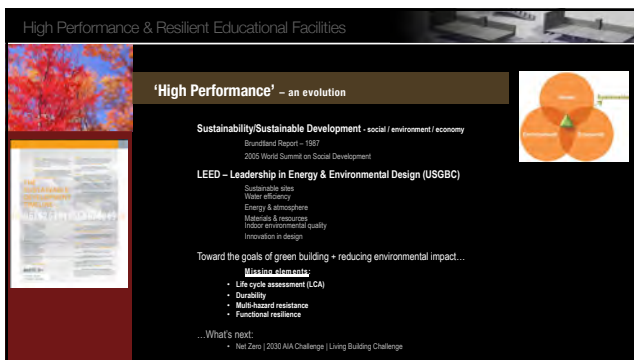 High Performance & Resilient Educational Facilities
'High Performance' – an evolution
Sustainability/Sustainable Development - social / environment / economy
Brundtland Report – 1987
2005 World Summit on Social Development
LEED – Leadership in Energy & Environmental Design (USGBC)
Sustainable sites
Water efficiency
Energy & atmosphere
Materials & resources
Indoor environmental quality
Innovation in design
Toward the goals of green building + reducing environmental impact…
Missing elements:
• Life cycle assessment (LCA)
• Durability
• Multi-hazard resistance
• Functional resilience
…What's next:
• Net Zero | 2030 AIA Challenge | Living Building Challenge